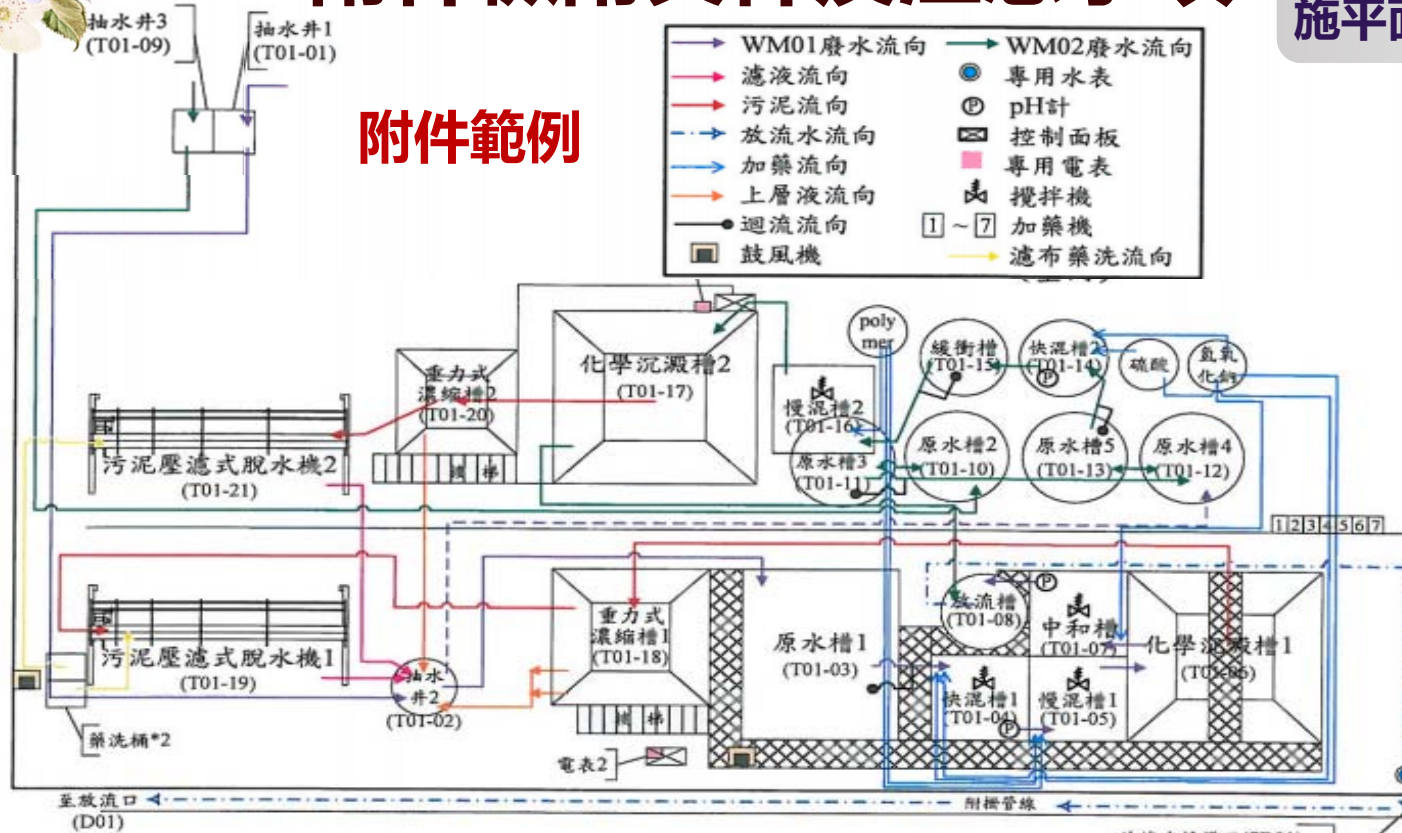 施平面
抽水井3
(T01-09)
抽水井1
(T01-01)
附件範例
WM01廢水流向
WM02廢水流向
濾液流向
專用水表
污泥流向
Ⓟ pH計
放流水流向
控制面板
加藥流向
專用電表
上層液流向
攪拌機
迴流流向
1 ~ 7 加藥機
鼓風機
濾布藥洗流向
poly
mer
緩衝槽
(T01-15)
快混槽2
(T01-14)
P
硫酸
氫氧
化鈉
化學沉澱槽2
(T01-17)
重力式
濃縮槽2
(T01-20)
慢混槽2
(T01-16)
原水槽3
(T01-11)
原水槽2
(T01-10)
原水槽5
(T01-13)
原水槽4
(T01-12)
污泥壓濾式脫水機2
(T01-21)
樓梯
1 2 3 4 5 6 7
污泥壓濾式脫水機1
(T01-19)
抽水
井2
(T01-02)
重力式
濃縮槽1
(T01-18)
原水槽1
(T01-03)
放流槽
(T01-08)
P
中和槽
(T01-07)
化學沉澱槽1
(T01-06)
快混槽1
(T01-04)
P
慢混槽1
(T01-05)
樓梯
藥洗桶*2
電表2
至放流口
(D01)
附掛管線